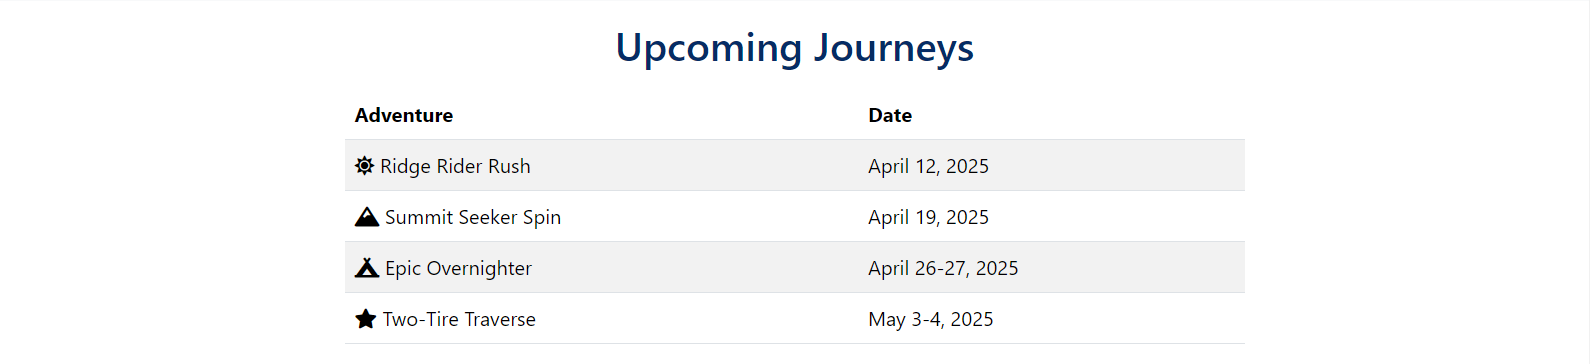 Upcoming Journeys
Adventure Date
Ridge Rider Rush April 12, 2025
Summit Seeker Spin April 19, 2025
Epic Overnighter April 26-27, 2025
Two-Tire Traverse May 3-4, 2025